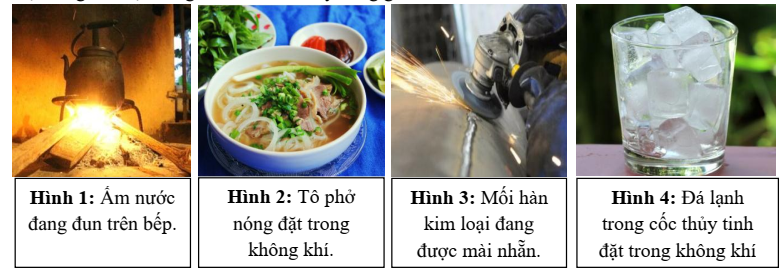 Hình 1: Ấm nước
đang đun trên bếp.
Hình 2: Tô phở
nóng đặt trong
không khí.
Hình 3: Mối hàn
kim loại đang
được mài nhẵn.
Hình 4: Đá lạnh
trong cốc thủy tinh
đặt trong không khí